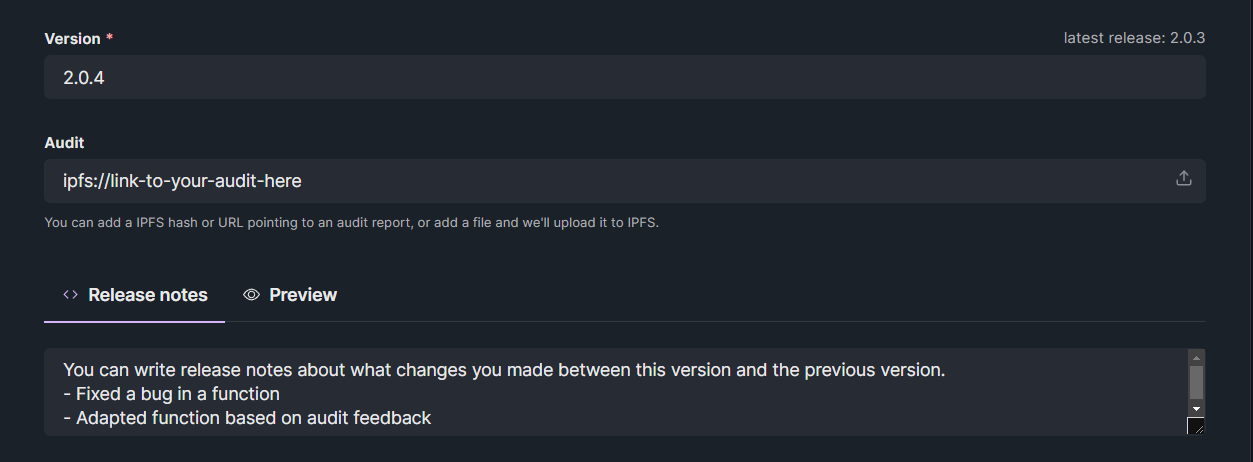 Version *
latest release: 2.0.3
2.0.4
Audit
ipfs://link-to-your-audit-here
You can add a IPFS hash or URL pointing to an audit report, or add a file and we'll upload it to IPFS.
Release notes
Preview
You can write release notes about what changes you made between this version and the previous version.
- Fixed a bug in a function
- Adapted function based on audit feedback